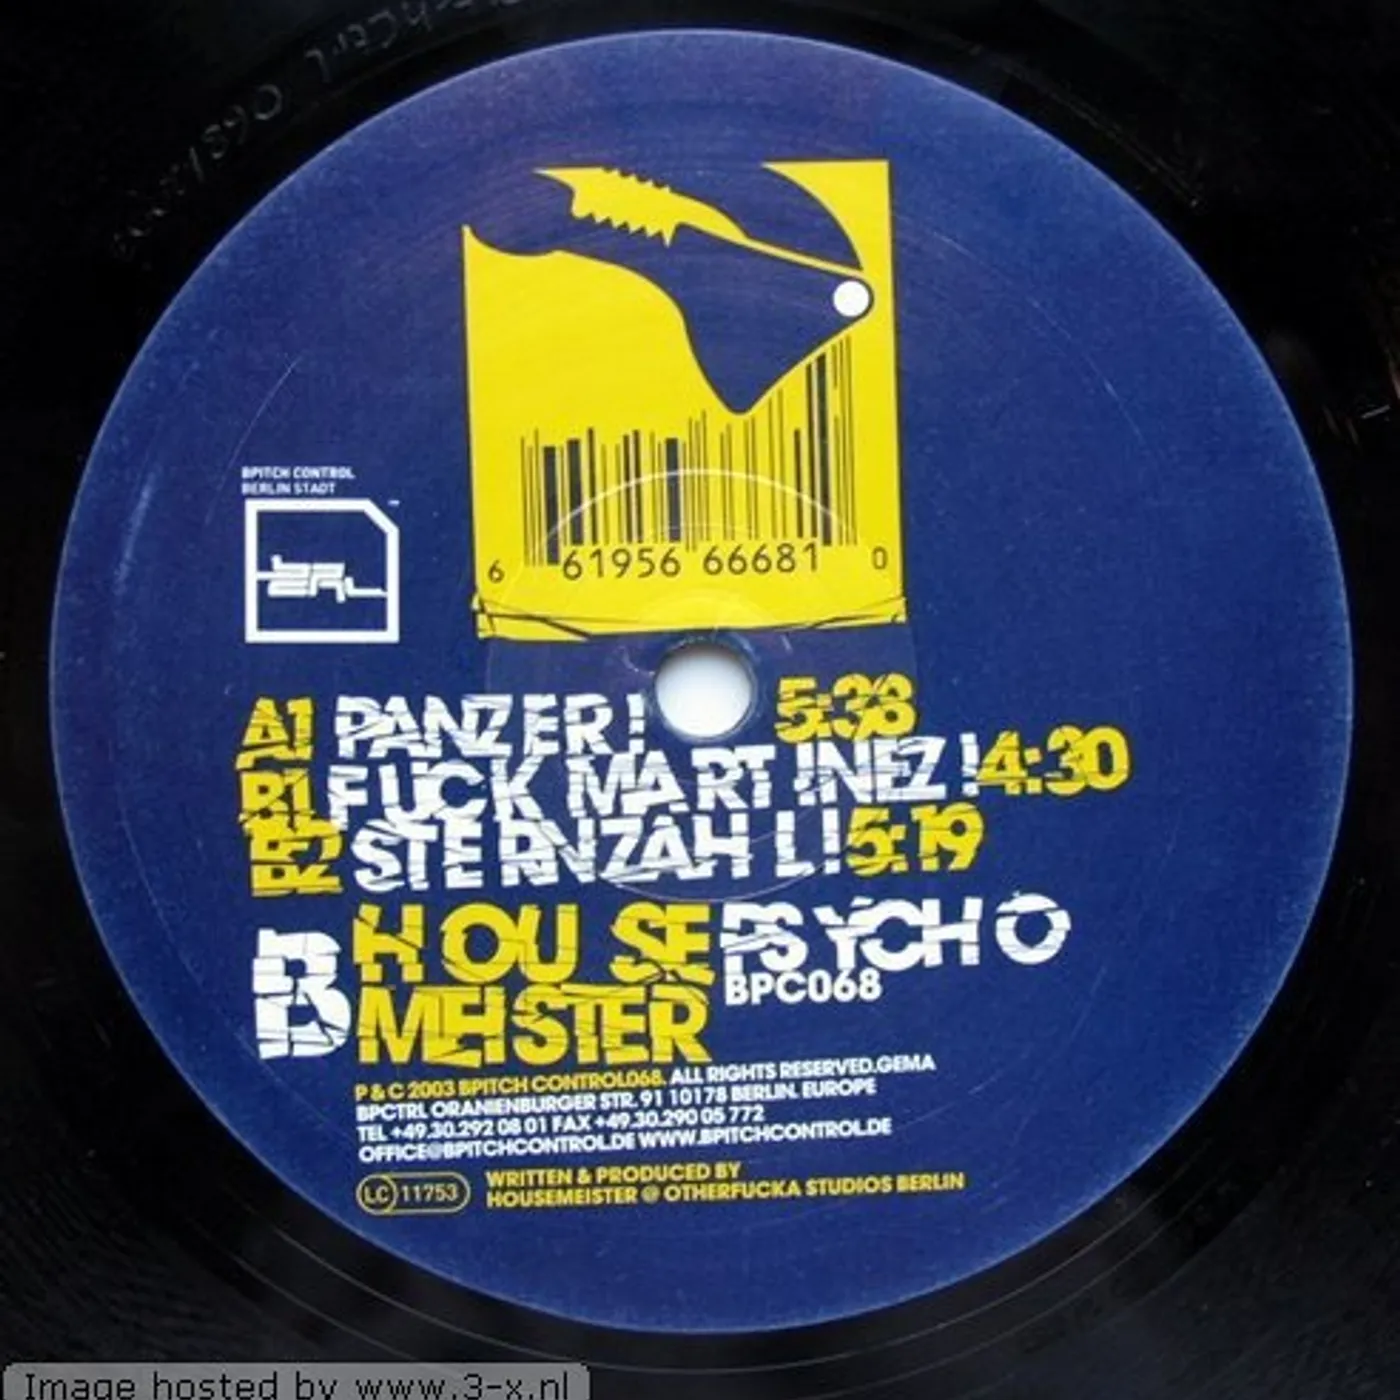 BPITCH CONTROL
BERLIN STADT
6 61956 66681 0
A1 PANZER! 5:38
B1 FUCK MARTINEZ! 4:30
B2 STERNZAHL! 5:19
B HOUSE PSYCHO
MEISTER BPC068
P & C 2003 BPITCH CONTROL068. ALL RIGHTS RESERVED.GEMA
BPCTRL ORANIENBURGER STR. 91 10178 BERLIN. EUROPE
TEL +49.30.292 08 01 FAX +49.30.290 05 772
OFFICE@BPITCHCONTROL.DE WWW.BPITCHCONTROL.DE
LC 11753
WRITTEN & PRODUCED BY
HOUSEMEISTER @ OTHERFUCKA STUDIOS BERLIN
Image hosted by www.3-x.nl